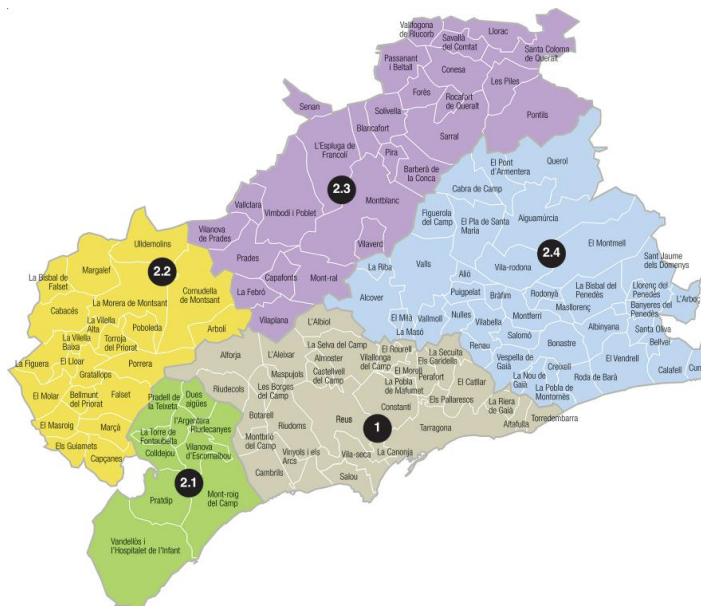 Vallfogona
de Riucorb
Savallà
del Comtat
Llorac
Santa Coloma
de Queralt
Passanant
i Belltall
Conesa
Les Piles
Forès
Rocafort
de Queralt
Senan
Solivella
Blancafort
Pontils
Sarral
L'Espluga de
Francolí
Pira
Barberà de
la Conca
2.3
Vallclara
Vimbodí i Poblet
Montblanc
Vilanova
de Prades
Vilaverd
Prades
Capafonts
Mont-ral
La Febró
Vilaplana
El Pont
d'Armentera
Querol
Cabra de Camp
Figuerola
del Camp
El Pla de Santa
Maria
Aiguamúrcia
2.4
El Montmell
Sant Jaume
dels Domenys
La Riba
Valls
Alió
Vila-rodona
La Bisbal del
Penedès
Llorenç del
Penedès
L'Arboç
Alcover
Puigpelat
Bràfim
Rodonyà
Masllorenç
Banyeres del
Penedès
El Milà
Vallmoll
Nulles
Vilabella
Montferri
Albinyana
Santa Oliva
La Masó
Salomó
Bonastre
Bellvei
Renau
Vespella de
Gaià
El Vendrell
Creixell
La Nou de
Gaià
Roda de Barà
Calafell
Cun
La Pobla de
Montornès
Ulldemolins
2.2
La Bisbal de
Falset
Margalef
Cornudella
de Montsant
La Morera de Montsant
Cabacés
La Vilella
Alta
Poboleda
Arbolí
La Vilella
Baixa
Torroja
del Priorat
La Figuera
El Lloar
Porrera
Gratallops
El Molar
Bellmunt
del Priorat
Falset
El Masroig
Marçà
Els Guiamets
Capçanes
Pradell de
la Teixeta
Dues
aigües
l'Argentera
Riudecanyes
La Torre de
Fontaubella
Colldejou
Vilanova
d'Escornalbou
2.1
Pratdip
Mont-roig
del Camp
Vandellòs i
l'Hospitalet de l'Infant
L'Albiol
Alforja
L'Aleixar
La Selva del Camp
El Rourell
La Secuita
Almoster
Vilallonga
del Camp
Els Garidells
Maspujols
Castellvell
del Camp
El Morell
Perafort
Riudecols
Les Borges
del Camp
La Pobla
de Mafumet
El Catllar
Els Pallaresos
Botarell
Constantí
La Riera
de Gaià
Reus
Riudoms
1
Tarragona
Torredembarra
Altafulla
Montbrió
del Camp
Vinyols i els
Arcs
Vila-seca
La Canonja
Cambrils
Salou